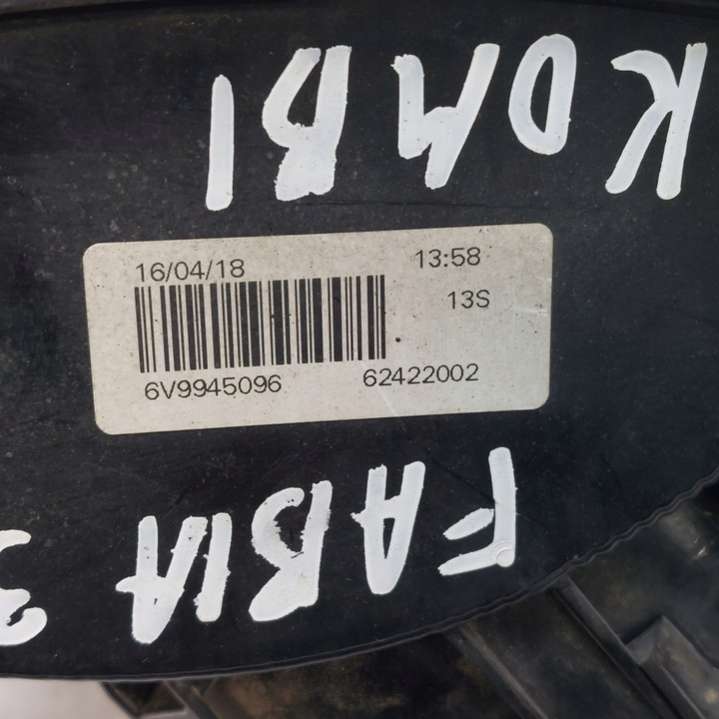 KOMBI
16/04/18 13:58
13S
6V9945096 62422002
FABIA 3